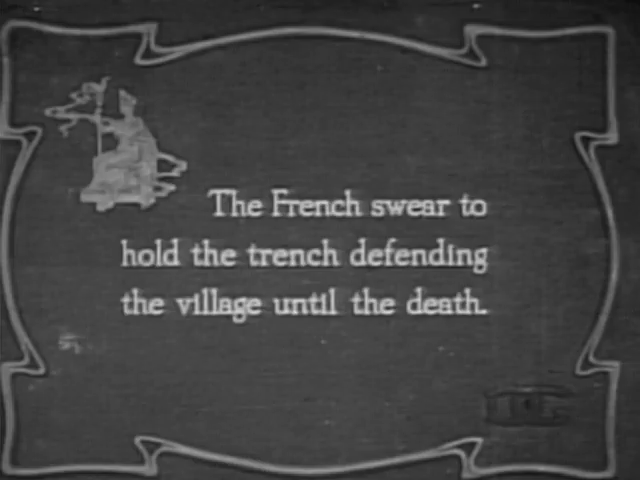 The French swear to
hold the trench defending
the village until the death.